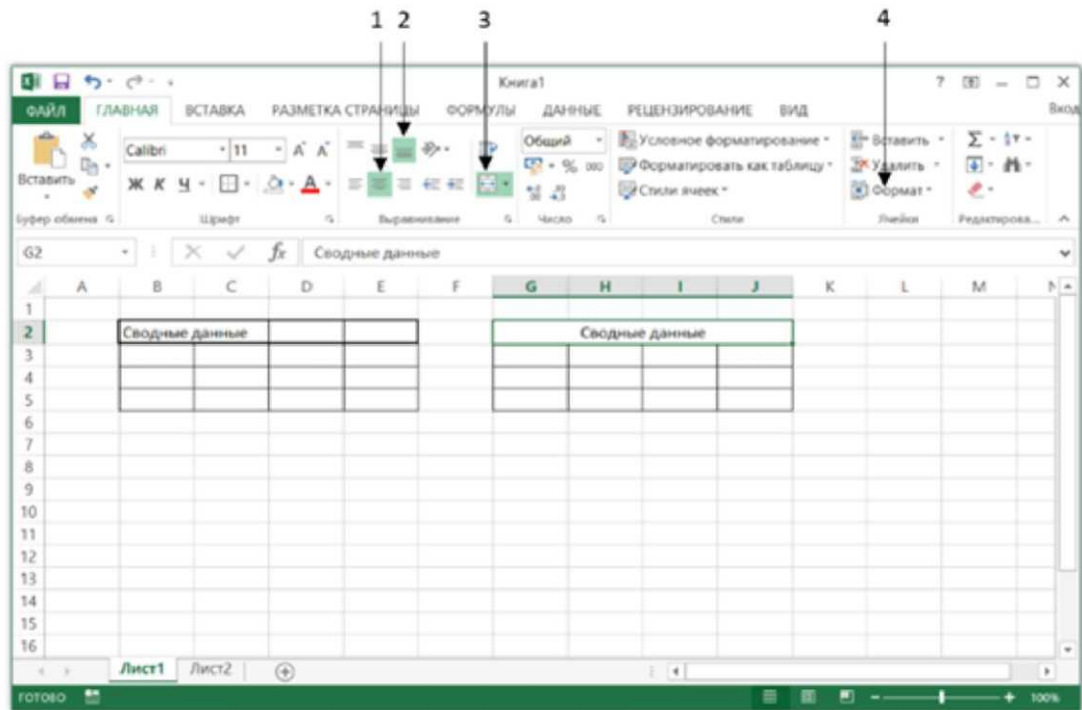 1 2 3 4
Книга1
?
ФАЙЛ ГЛАВНАЯ ВСТАВКА РАЗМЕТКА СТРАНИЦЫ ФОРМУЛЫ ДАННЫЕ РЕЦЕНЗИРОВАНИЕ ВИД Вход
Calibri 11 Общий Условное форматирование Вставить
Вставить Ж К Ч % 000 Форматировать как таблицу Удалить
Стили ячеек Формат
Буфер обмена Шрифт Выравнивание Число Стили Ячейки Редактирова...
G2 fx Сводные данные
A B C D E F G H I J K L M N
1
2 Сводные данные Сводные данные
3
4
5
6
7
8
9
10
11
12
13
14
15
16
Лист1 Лист2
ГОТОВО 100%